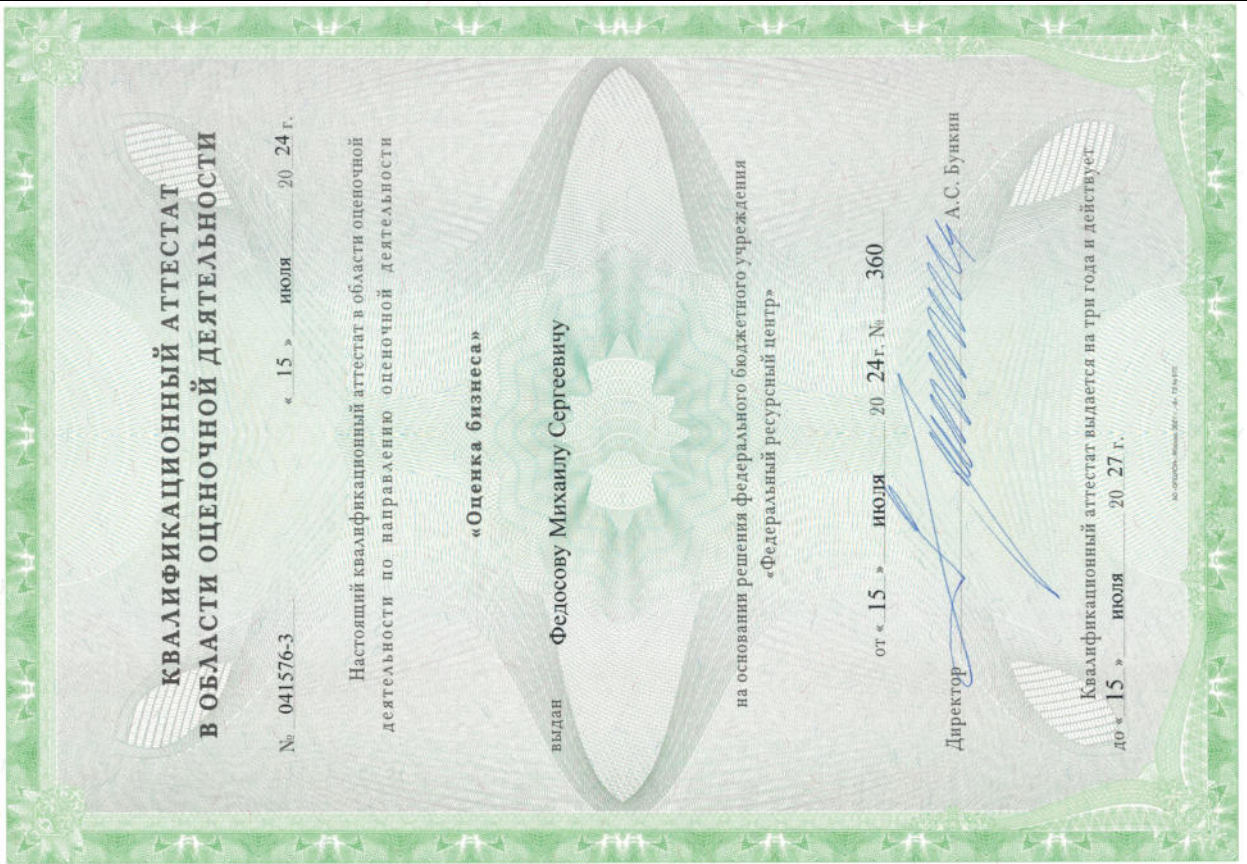 КВАЛИФИКАЦИОННЫЙ АТТЕСТАТ
В ОБЛАСТИ ОЦЕНОЧНОЙ ДЕЯТЕЛЬНОСТИ
№ 041576-3 « 15 » июля 20 24 г.
Настоящий квалификационный аттестат в области оценочной
деятельности по направлению оценочной деятельности
«Оценка бизнеса»
выдан Федосову Михаилу Сергеевичу
на основании решения федерального бюджетного учреждения
«Федеральный ресурсный центр»
от « 15 » июля 20 24 г. № 360
Директор А.С. Бункин
Квалификационный аттестат выдается на три года и действует
до « 15 » июля 20 27 г.